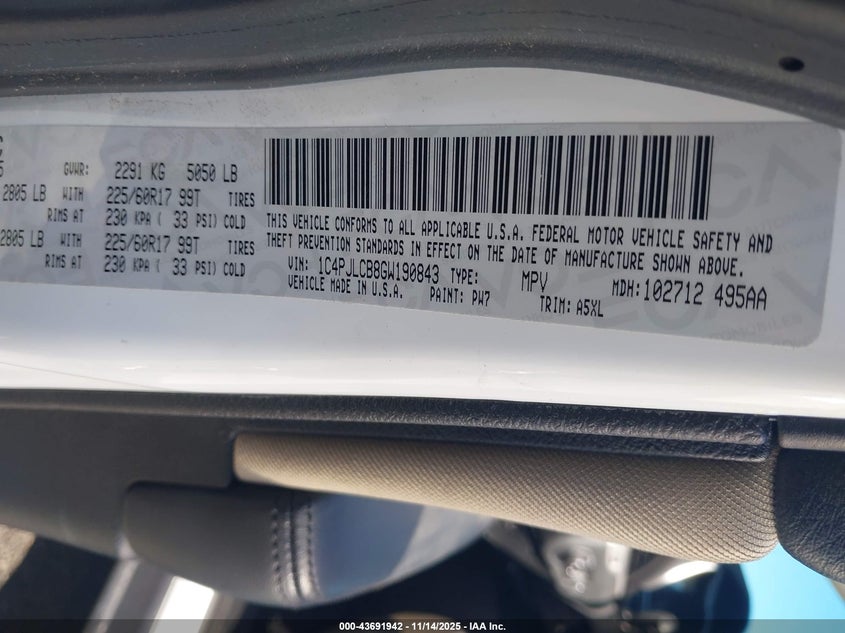 GVWR: 2291 KG 5050 LB
2805 LB WITH 225/60R17 99T TIRES
RIMS AT 230 KPA ( 33 PSI) COLD
2805 LB WITH 225/60R17 99T TIRES
RIMS AT 230 KPA ( 33 PSI) COLD
THIS VEHICLE CONFORMS TO ALL APPLICABLE U.S.A. FEDERAL MOTOR VEHICLE SAFETY AND
THEFT PREVENTION STANDARDS IN EFFECT ON THE DATE OF MANUFACTURE SHOWN ABOVE.
VIN: 1C4PJLCB8GW190843 TYPE: MPV MDH: 102712 495AA
VEHICLE MADE IN U.S.A. PAINT: PW7 TRIM: A5XL
000-43691942 - 11/14/2025 - IAA Inc.